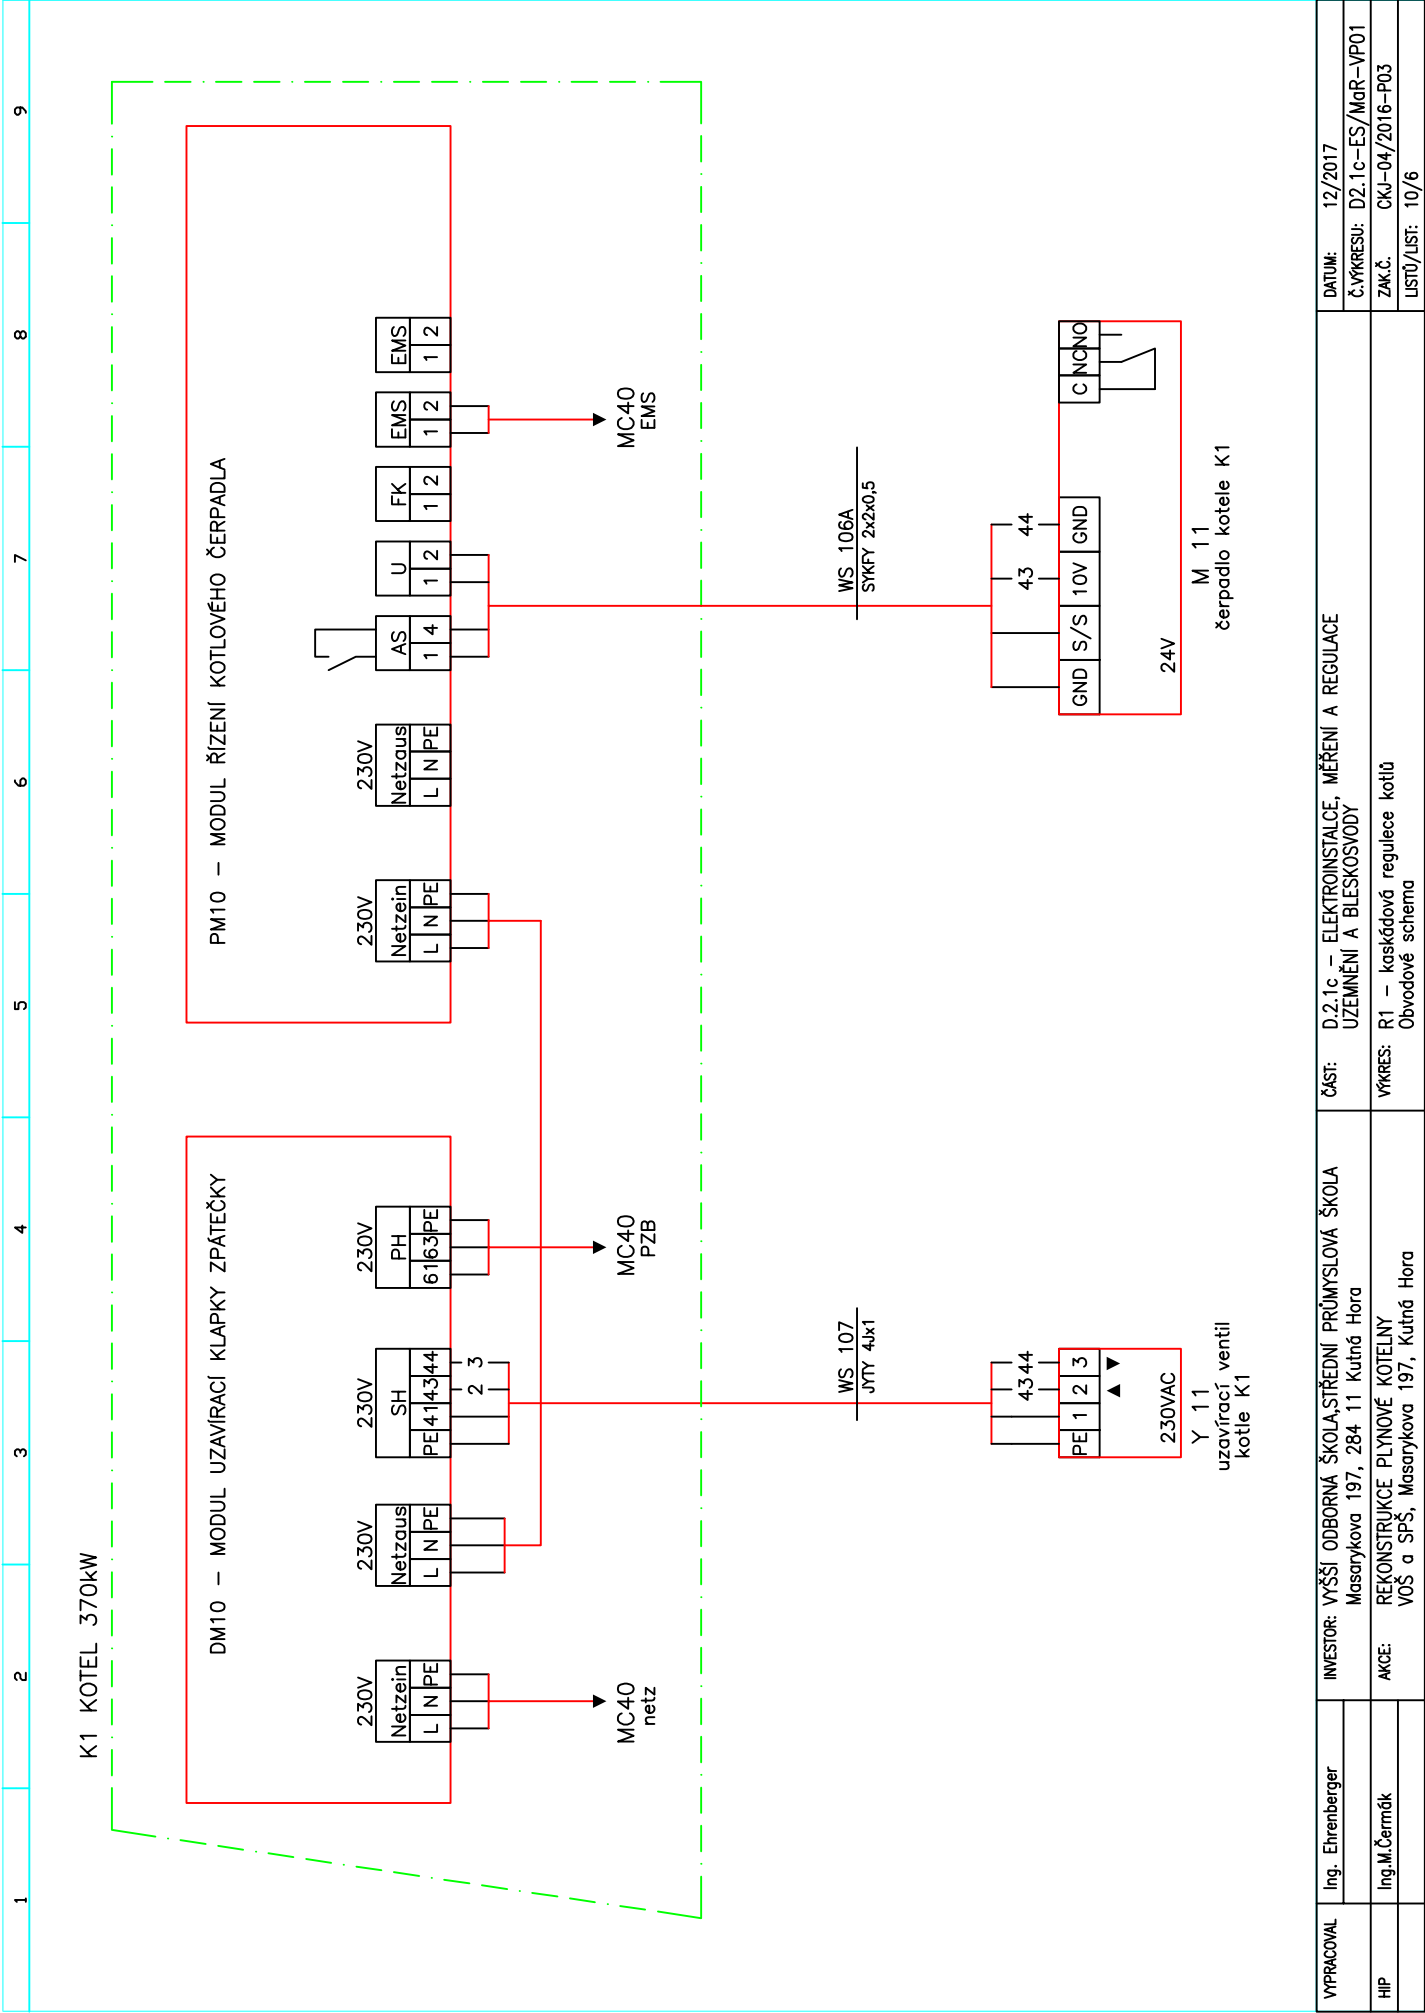 1 2 3 4 5 6 7 8 9
K1 KOTEL 370kW
DM10 – MODUL UZAVÍRACÍ KLAPKY ZPÁTEČKY
230V
Netzein
L N PE
230V
Netzaus
L N PE
230V
SH
PE 41 43 44
2 3
230V
PH
61 63 PE
MC40
netz
MC40
PZB
PM10 – MODUL ŘÍZENÍ KOTLOVÉHO ČERPADLA
230V
Netzein
L N PE
230V
Netzaus
L N PE
AS
1 4
U
1 2
FK
1 2
EMS
1 2
EMS
1 2
MC40
EMS
WS 107
JYTY 4Jx1
WS 106A
SYKFY 2x2x0,5
43 44
PE 1 2 3
230VAC
Y 11
uzavírací ventil
kotle K1
43 44
GND S/S 10V GND
C NC NO
24V
M 11
čerpadlo kotele K1
VYPRACOVAL Ing. Ehrenberger
HIP Ing.M.Čermák
INVESTOR: VYŠŠÍ ODBORNÁ ŠKOLA,STŘEDNÍ PRŮMYSLOVÁ ŠKOLA
Masarykova 197, 284 11 Kutná Hora
AKCE: REKONSTRUKCE PLYNOVÉ KOTELNY
VOŠ a SPŠ, Masarykova 197, Kutná Hora
ČÁST: D.2.1c – ELEKTROINSTALCE, MĚŘENÍ A REGULACE
UZEMNĚNÍ A BLESKOSVODY
VÝKRES: R1 – kaskádová regulece kotlů
Obvodové schema
DATUM: 12/2017
Č.VÝKRESU: D2.1c–ES/MaR–VP01
ZAK.Č. CKJ–04/2016–P03
LISTŮ/LIST: 10/6